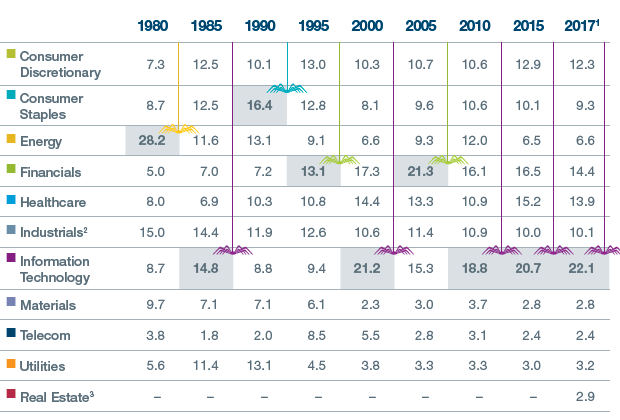 1980 1985 1990 1995 2000 2005 2010 2015 2017¹
Consumer
Discretionary 7.3 12.5 10.1 13.0 10.3 10.7 10.6 12.9 12.3
Consumer
Staples 8.7 12.5 16.4 12.8 8.1 9.6 10.6 10.1 9.3
Energy 28.2 11.6 13.1 9.1 6.6 9.3 12.0 6.5 6.6
Financials 5.0 7.0 7.2 13.1 17.3 21.3 16.1 16.5 14.4
Healthcare 8.0 6.9 10.3 10.8 14.4 13.3 10.9 15.2 13.9
Industrials² 15.0 14.4 11.9 12.6 10.6 11.4 10.9 10.0 10.1
Information
Technology 8.7 14.8 8.8 9.4 21.2 15.3 18.8 20.7 22.1
Materials 9.7 7.1 7.1 6.1 2.3 3.0 3.7 2.8 2.8
Telecom 3.8 1.8 2.0 8.5 5.5 2.8 3.1 2.4 2.4
Utilities 5.6 11.4 13.1 4.5 3.8 3.3 3.3 3.0 3.2
Real Estate³ – – – – – – – – 2.9